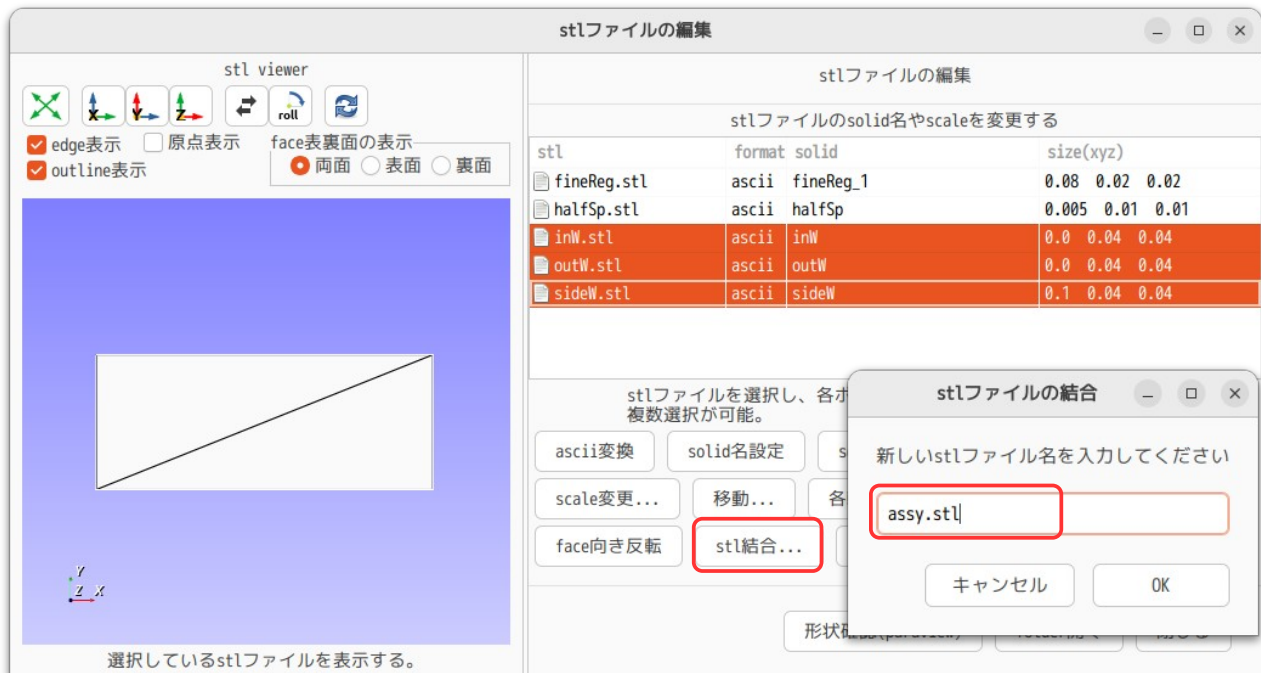 stlファイルの編集
stl viewer
X
Y
Z
roll
edge表示
原点表示
face表裏面の表示
outline表示
両面
表面
裏面
Y
Z X
選択しているstlファイルを表示する。
stlファイルの編集
stlファイルのsolid名やscaleを変更する
stl format solid size(xyz)
fineReg.stl ascii fineReg_1 0.08 0.02 0.02
halfSp.stl ascii halfSp 0.005 0.01 0.01
inW.stl ascii inW 0.0 0.04 0.04
outW.stl ascii outW 0.0 0.04 0.04
sideW.stl ascii sideW 0.1 0.04 0.04
stlファイルを選択し、各ボ
複数選択が可能。
ascii変換 solid名設定 s
scale変更... 移動... 各
face向き反転 stl結合...
stlファイルの結合
新しいstlファイル名を入力してください
assy.stl
キャンセル OK